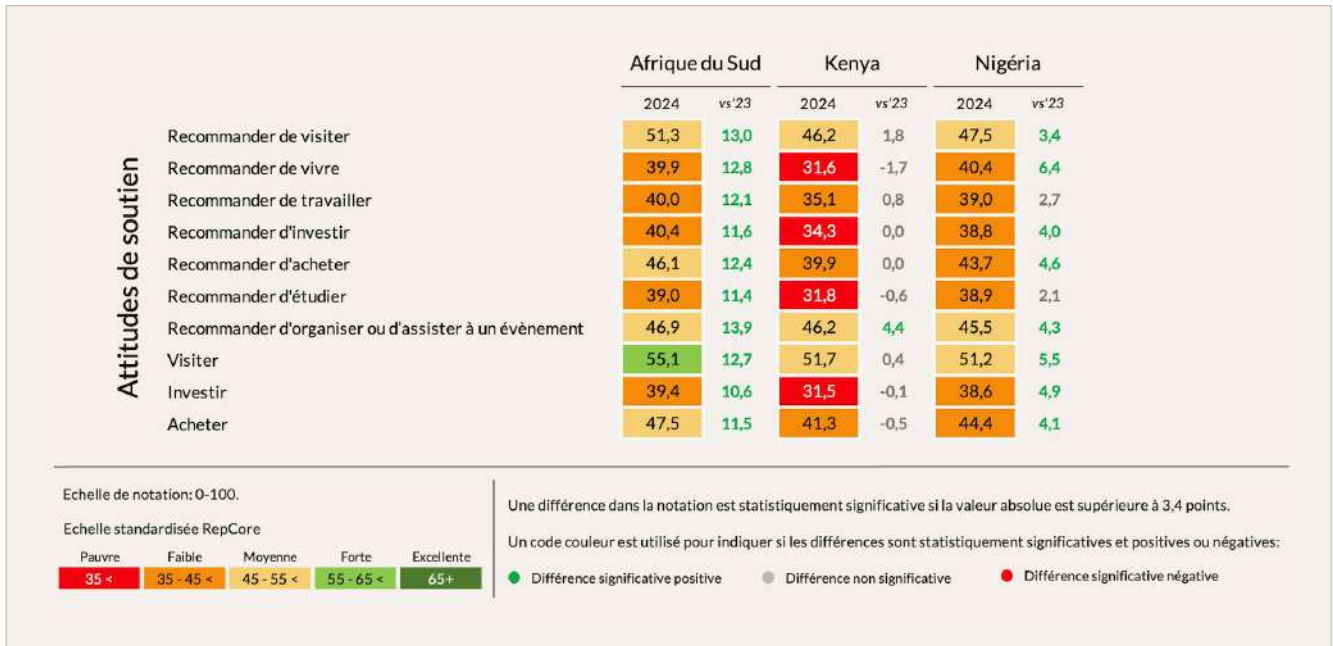 Afrique du Sud Kenya Nigéria
2024 vs'23 2024 vs'23 2024 vs'23
Attitudes de soutien
Recommander de visiter 51,3 13,0 46,2 1,8 47,5 3,4
Recommander de vivre 39,9 12,8 31,6 -1,7 40,4 6,4
Recommander de travailler 40,0 12,1 35,1 0,8 39,0 2,7
Recommander d'investir 40,4 11,6 34,3 0,0 38,8 4,0
Recommander d'acheter 46,1 12,4 39,9 0,0 43,7 4,6
Recommander d'étudier 39,0 11,4 31,8 -0,6 38,9 2,1
Recommander d'organiser ou d'assister à un évènement 46,9 13,9 46,2 4,4 45,5 4,3
Visiter 55,1 12,7 51,7 0,4 51,2 5,5
Investir 39,4 10,6 31,5 -0,1 38,6 4,9
Acheter 47,5 11,5 41,3 -0,5 44,4 4,1
Echelle de notation: 0-100.
Echelle standardisée RepCore
Pauvre Faible Moyenne Forte Excellente
35 < 35 - 45 < 45 - 55 < 55 - 65 < 65+
Une différence dans la notation est statistiquement significative si la valeur absolue est supérieure à 3,4 points.
Un code couleur est utilisé pour indiquer si les différences sont statistiquement significatives et positives ou négatives:
Différence significative positive Différence non significative Différence significative négative